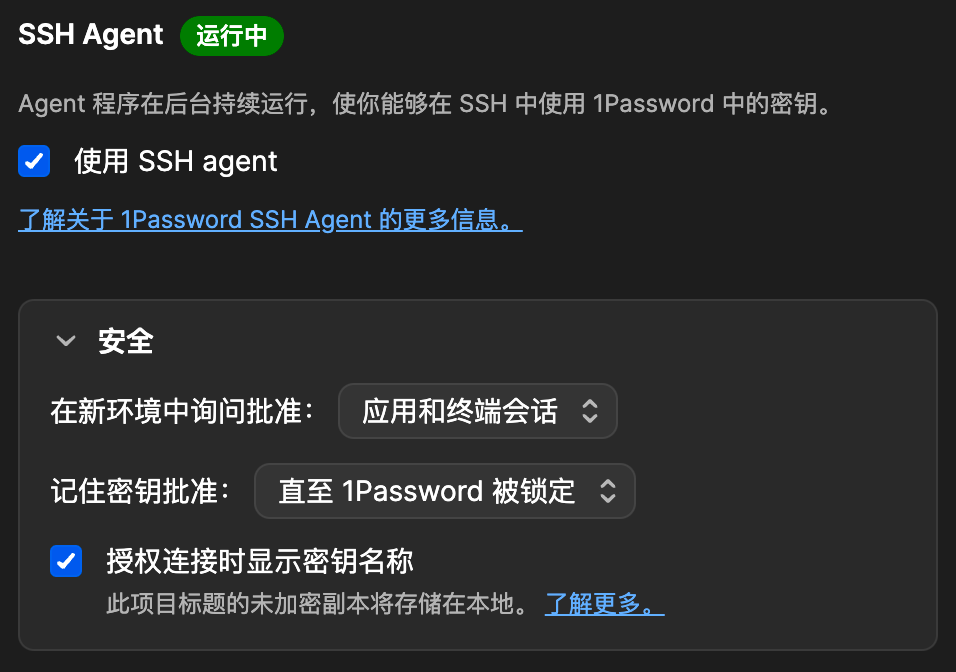 SSH Agent 运行中
Agent 程序在后台持续运行，使你能够在 SSH 中使用 1Password 中的密钥。
使用 SSH agent
了解关于 1Password SSH Agent 的更多信息。
安全
在新环境中询问批准： 应用和终端会话
记住密钥批准： 直至 1Password 被锁定
授权连接时显示密钥名称
此项目标题的未加密副本将存储在本地。 了解更多。